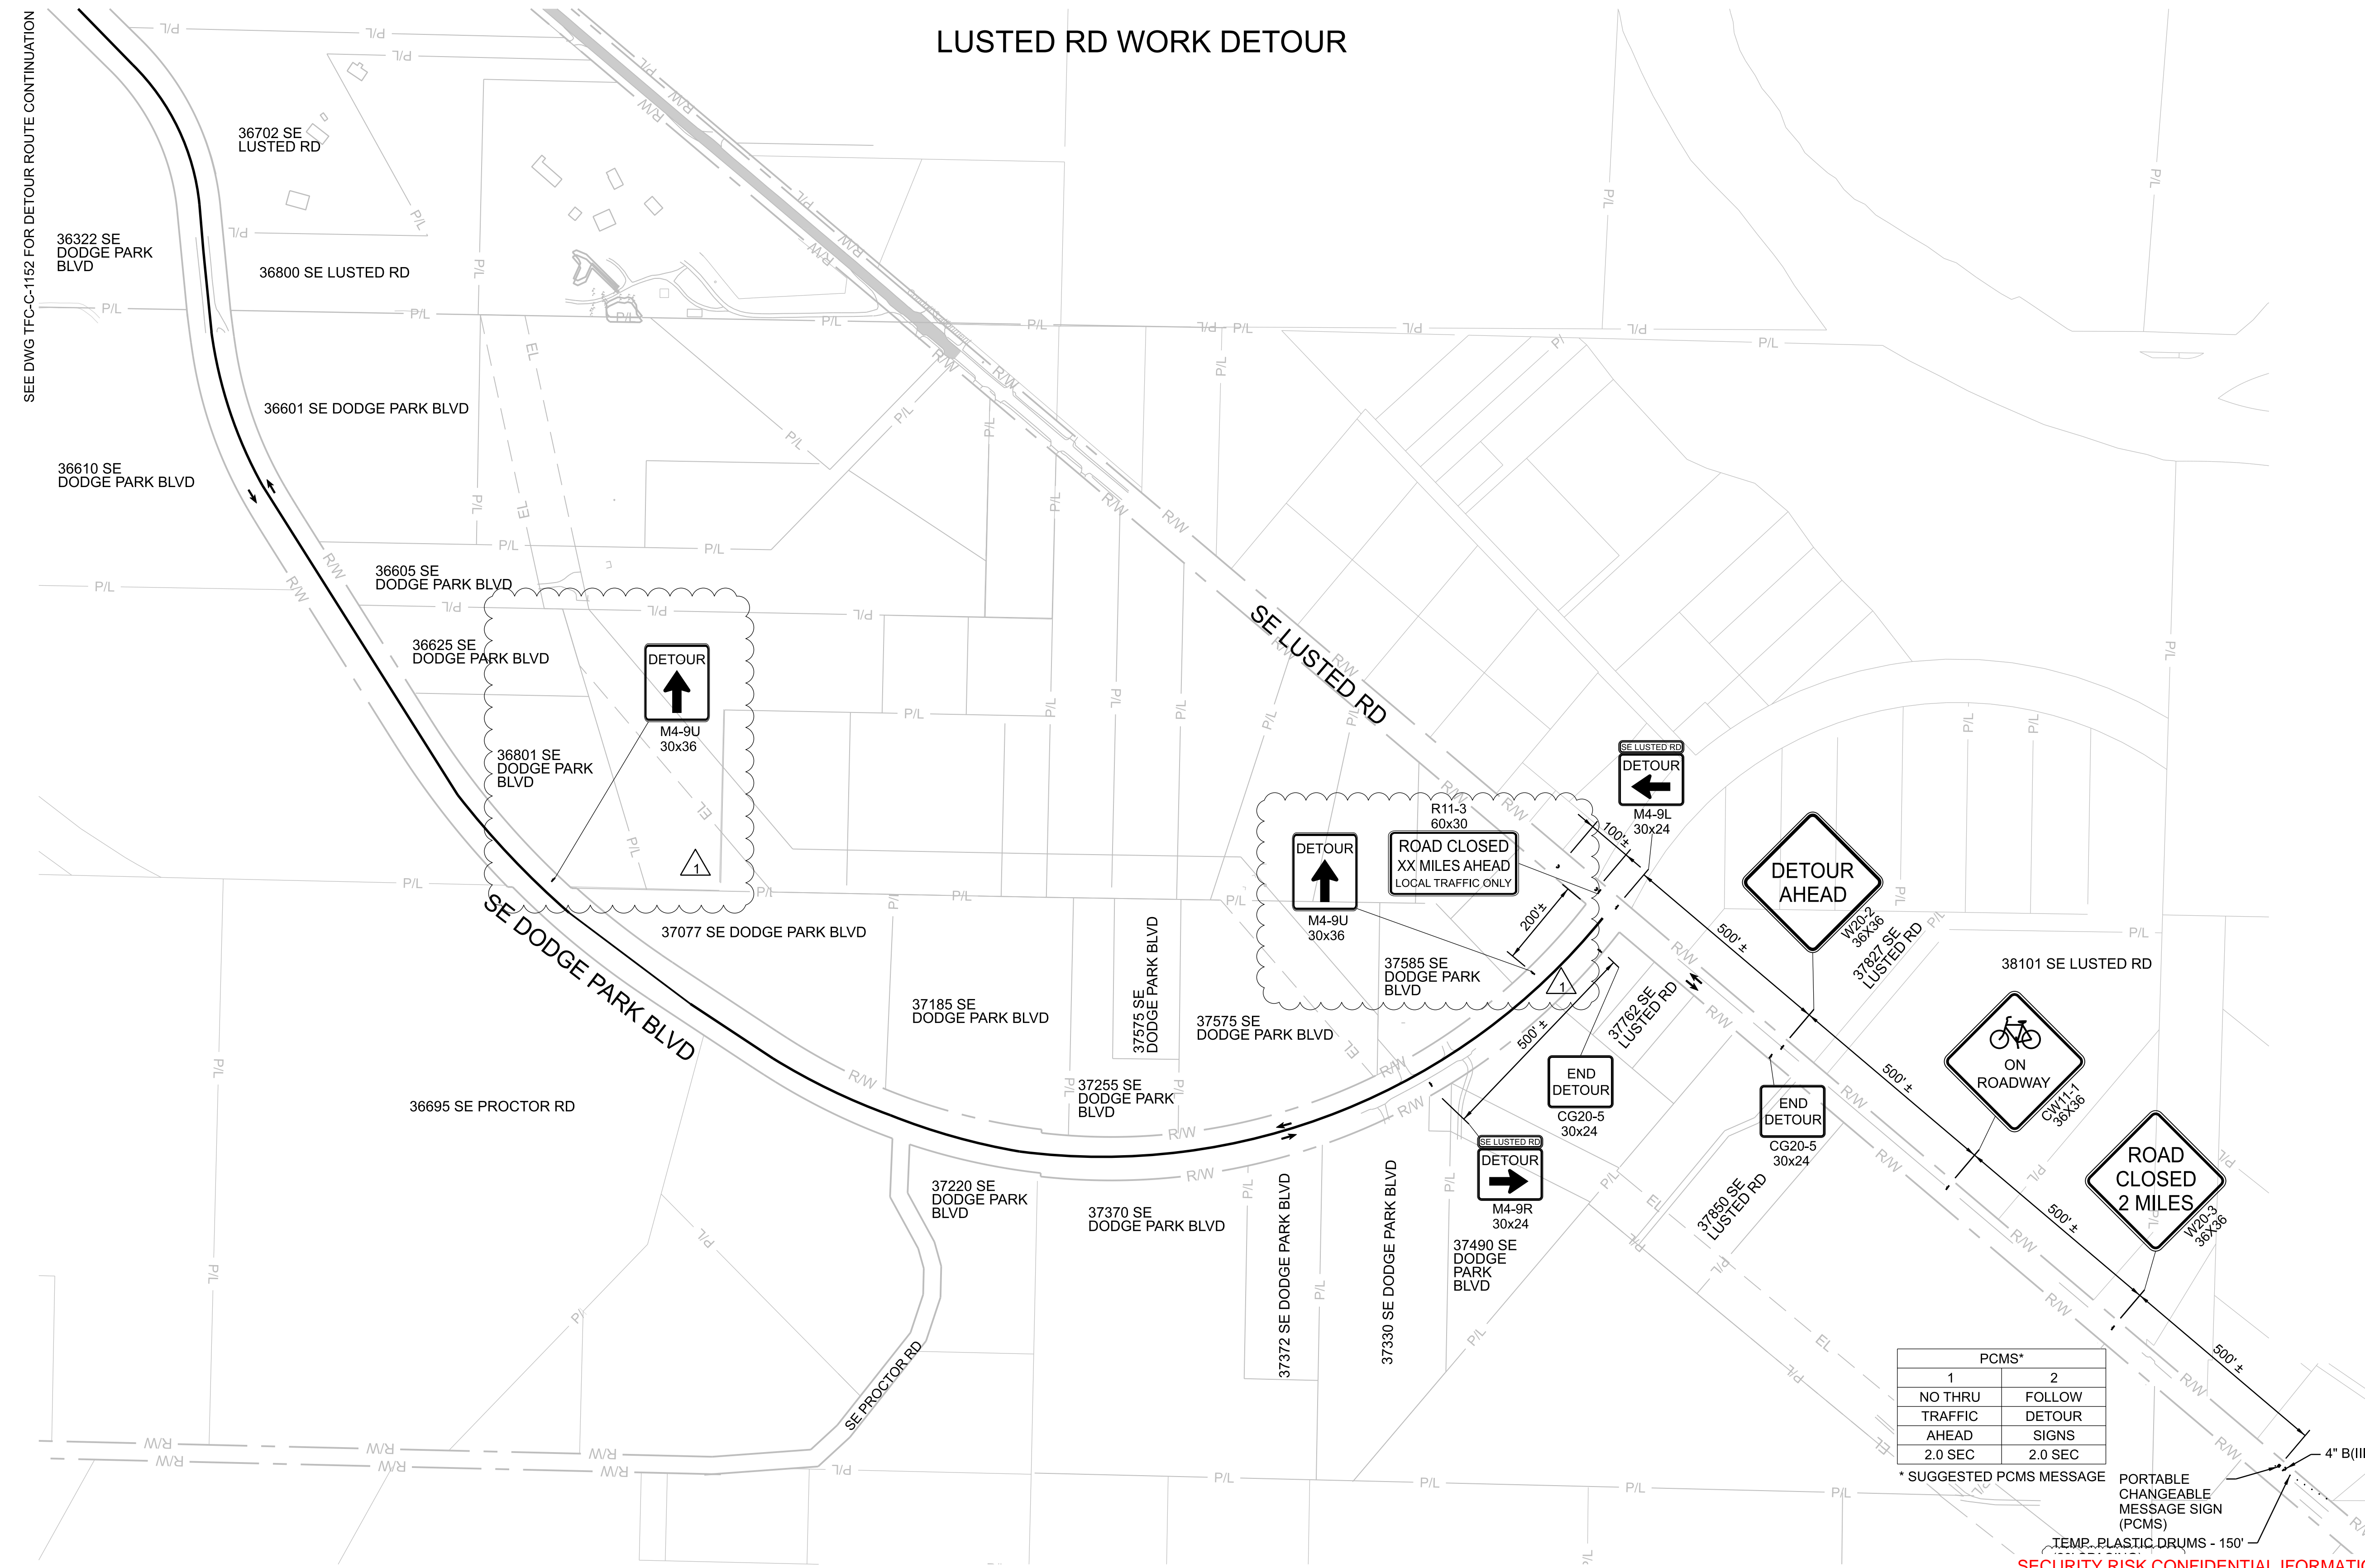 LUSTED RD WORK DETOUR
SEE DWG TFC-C-1152 FOR DETOUR ROUTE CONTINUATION
36702 SE
LUSTED RD
36322 SE
DODGE PARK
BLVD
36800 SE LUSTED RD
36601 SE DODGE PARK BLVD
36610 SE
DODGE PARK BLVD
36605 SE
DODGE PARK BLVD
36625 SE
DODGE PARK BLVD
36801 SE
DODGE PARK
BLVD
DETOUR
M4-9U
30x36
1
SE DODGE PARK BLVD
37077 SE DODGE PARK BLVD
36695 SE PROCTOR RD
37185 SE
DODGE PARK BLVD
37575 SE
DODGE PARK BLVD
37575 SE
DODGE PARK BLVD
37255 SE
DODGE PARK
BLVD
37220 SE
DODGE PARK
BLVD
37370 SE
DODGE PARK BLVD
37372 SE DODGE PARK BLVD
37330 SE DODGE PARK BLVD
37490 SE
DODGE
PARK
BLVD
SE PROCTOR RD
SE LUSTED RD
DETOUR
M4-9U
30x36
R11-3
60x30
ROAD CLOSED
XX MILES AHEAD
LOCAL TRAFFIC ONLY
200'±
100'±
37585 SE
DODGE PARK
BLVD
1
500' ±
SE LUSTED RD
DETOUR
M4-9L
30x24
DETOUR
AHEAD
W20-2
36X36
500' ±
37827 SE
LUSTED RD
38101 SE LUSTED RD
37762 SE
LUSTED RD
END
DETOUR
CG20-5
30x24
SE LUSTED RD
DETOUR
M4-9R
30x24
END
DETOUR
CG20-5
30x24
37850 SE
LUSTED RD
500' ±
ON
ROADWAY
CW11-1
36X36
500' ±
ROAD
CLOSED
2 MILES
W20-3
36X36
500' ±
PCMS*
1 2
NO THRU FOLLOW
TRAFFIC DETOUR
AHEAD SIGNS
2.0 SEC 2.0 SEC
* SUGGESTED PCMS MESSAGE
PORTABLE
CHANGEABLE
MESSAGE SIGN
(PCMS)
4" B(III
TEMP. PLASTIC DRUMS - 150'
SECURITY RISK CONFIDENTIAL IFORMATIO